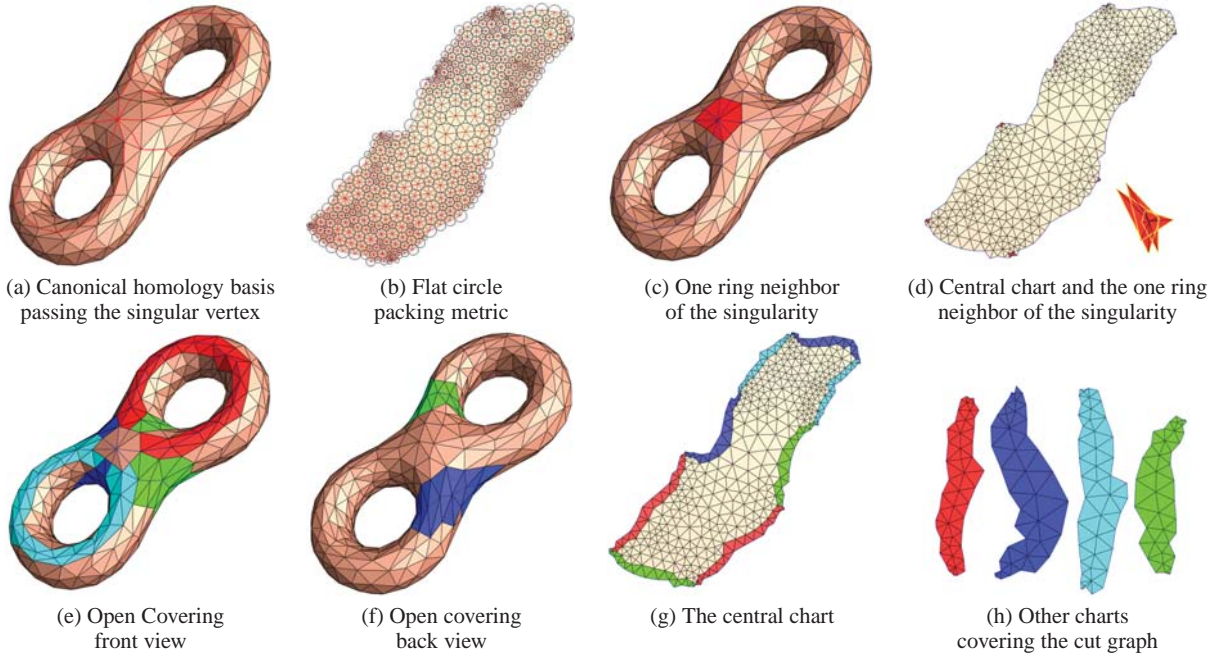 (a) Canonical homology basis
passing the singular vertex
(b) Flat circle
packing metric
(c) One ring neighbor
of the singularity
(d) Central chart and the one ring
neighbor of the singularity
(e) Open Covering
front view
(f) Open covering
back view
(g) The central chart
(h) Other charts
covering the cut graph